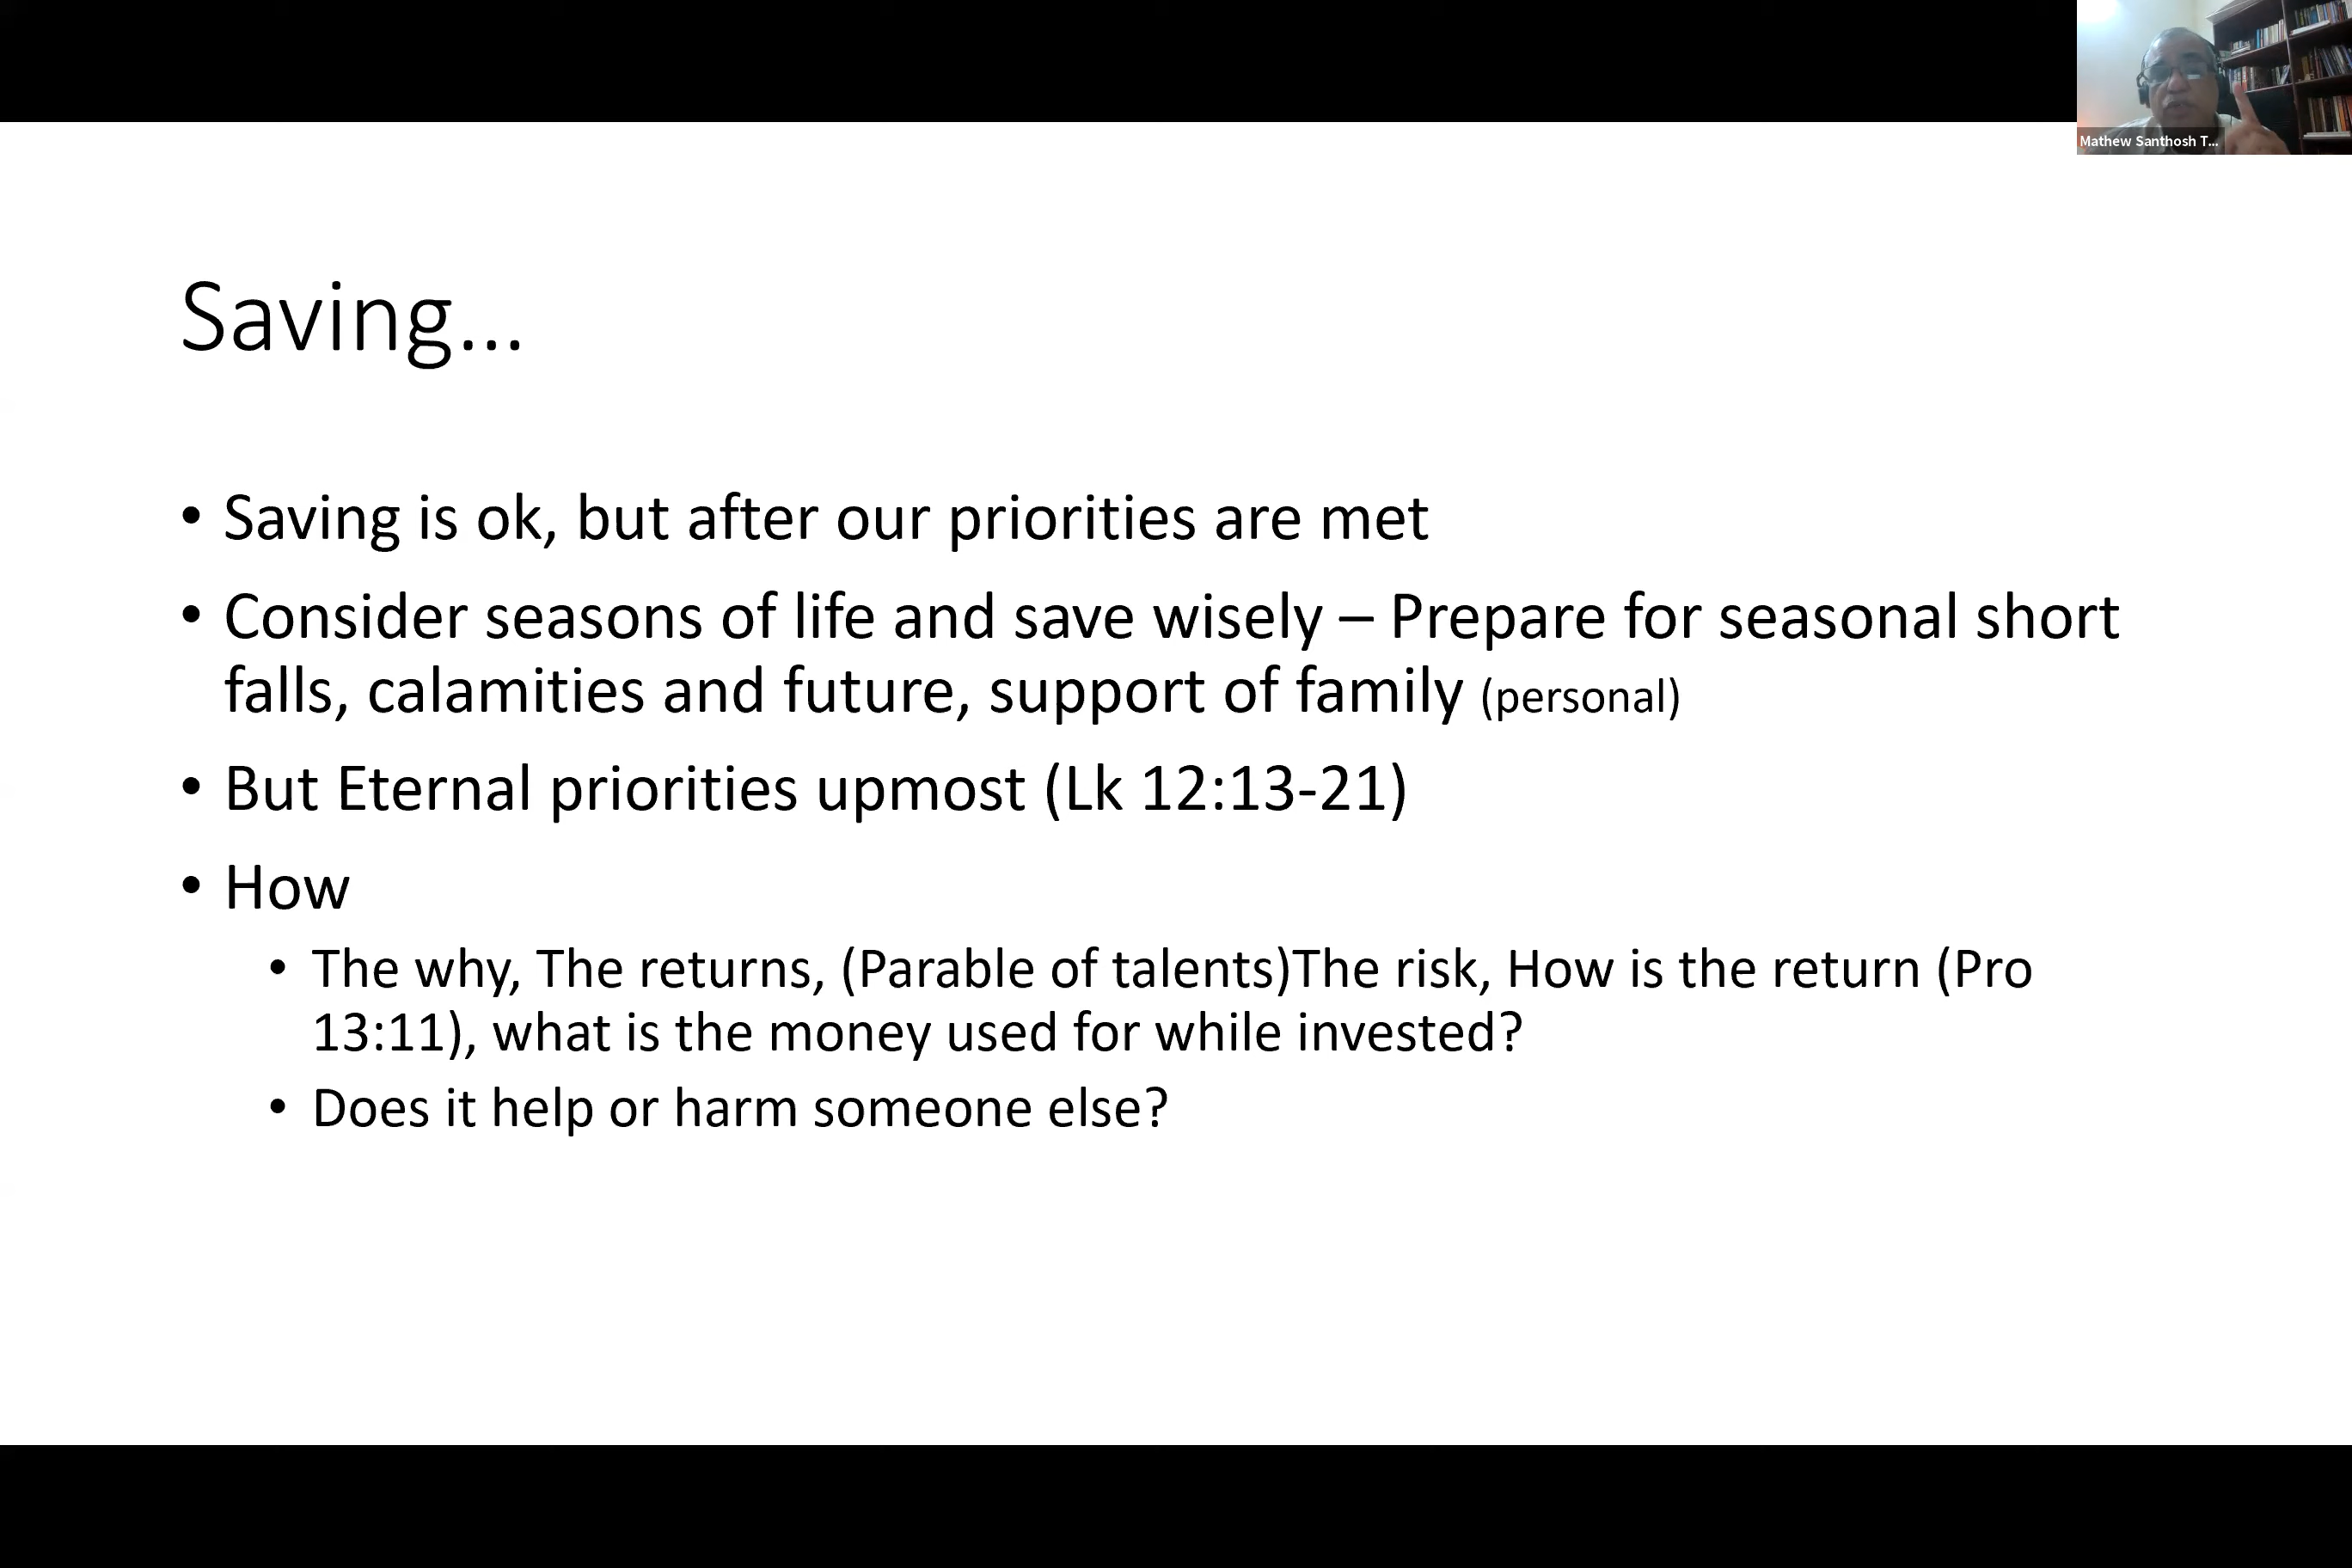 Mathew Santhosh T...
Saving...
• Saving is ok, but after our priorities are met
• Consider seasons of life and save wisely – Prepare for seasonal short
falls, calamities and future, support of family (personal)
• But Eternal priorities upmost (Lk 12:13-21)
• How
• The why, The returns, (Parable of talents)The risk, How is the return (Pro
13:11), what is the money used for while invested?
• Does it help or harm someone else?